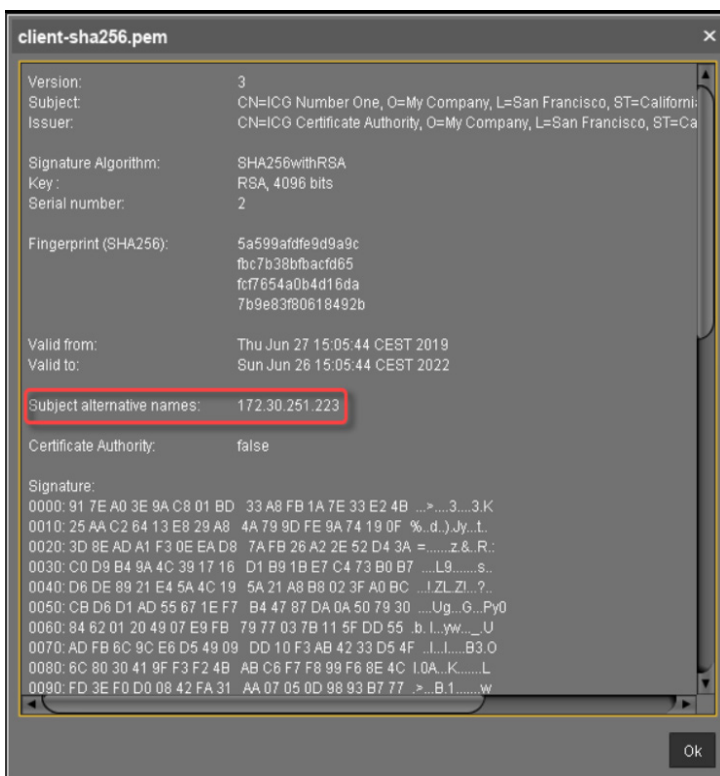 client-sha256.pem
Version: 3
Subject: CN=ICG Number One, O=My Company, L=San Francisco, ST=Californi
Issuer: CN=ICG Certificate Authority, O=My Company, L=San Francisco, ST=Ca
Signature Algorithm: SHA256withRSA
Key : RSA, 4096 bits
Serial number: 2
Fingerprint (SHA256): 5a599afdfe9d9a9c
fbc7b38bfbacfd65
fcf7654a0b4d16da
7b9e83f80618492b
Valid from: Thu Jun 27 15:05:44 CEST 2019
Valid to: Sun Jun 26 15:05:44 CEST 2022
Subject alternative names: 172.30.251.223
Certificate Authority: false
Signature:
0000: 91 7E A0 3E 9A C8 01 BD 33 A8 FB 1A 7E 33 E2 4B ...>....3....3.K
0010: 25 AA C2 64 13 E8 29 A8 4A 79 9D FE 9A 74 19 0F %..d..).Jy...t..
0020: 3D 8E AD A1 F3 0E EA D8 7A FB 26 A2 2E 52 D4 3A =.......z.&..R.:
0030: C0 D9 B4 9A 4C 39 17 16 D1 B9 1B E7 C4 73 B0 B7 ....L9.......s..
0040: D6 DE 89 21 E4 5A 4C 19 5A 21 A8 B8 02 3F A0 BC ...!.ZL.Z!...?..
0050: CB D6 D1 AD 55 67 1E F7 B4 47 87 DA 0A 50 79 30 ....Ug...G...Py0
0060: 84 62 01 20 49 07 E9 FB 79 77 03 7B 11 5F DD 55 .b. I...yw..._.U
0070: AD FB 6C 9C E6 D5 49 09 DD 10 F3 AB 42 33 D5 4F ..l...I.....B3.O
0080: 6C 80 30 41 9F F3 F2 4B AB C6 F7 F8 99 F6 8E 4C l.0A...K.......L
0090: FD 3E F0 D0 08 42 FA 31 AA 07 05 0D 98 93 B7 77 .>...B.1.......w
Ok